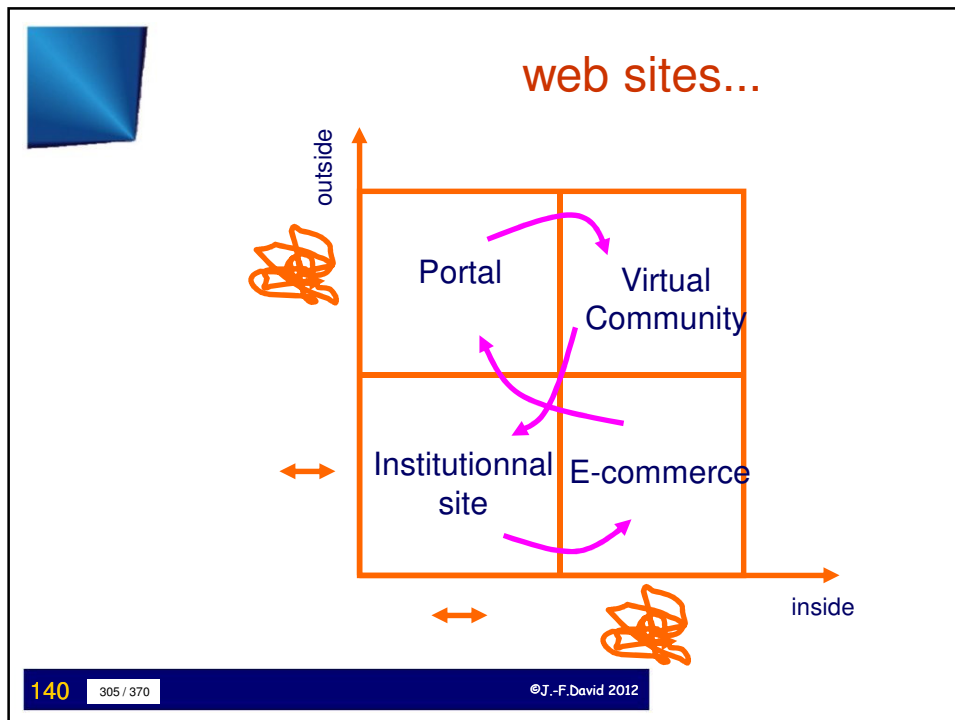 web sites...
outside
Portal
Virtual
Community
Institutionnal
site
E-commerce
inside
140
305 / 370
©J.-F.David 2012